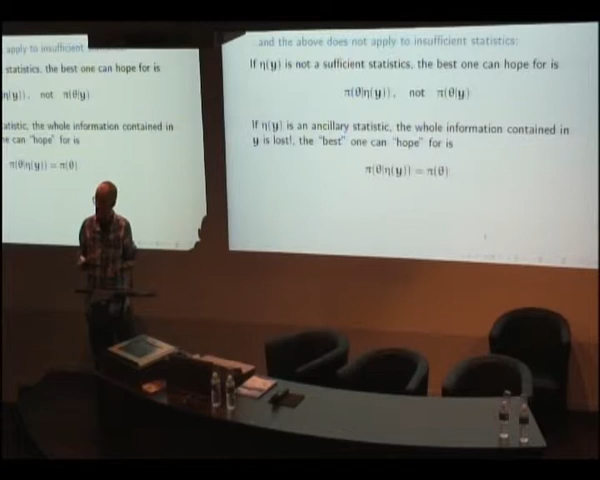 apply to insufficient
statistics, the best one can hope for is
η(y)), not π(θ|y)
atistic, the whole information contained in
ne can "hope" for is
π(θ|η(y)) = π(θ)
and the above does not apply to insufficient statistics:
If η(y) is not a sufficient statistics, the best one can hope for is
π(θ|η(y)), not π(θ|y)
If η(y) is an ancillary statistic, the whole information contained in
y is lost!, the "best" one can "hope" for is
π(θ|η(y)) = π(θ)